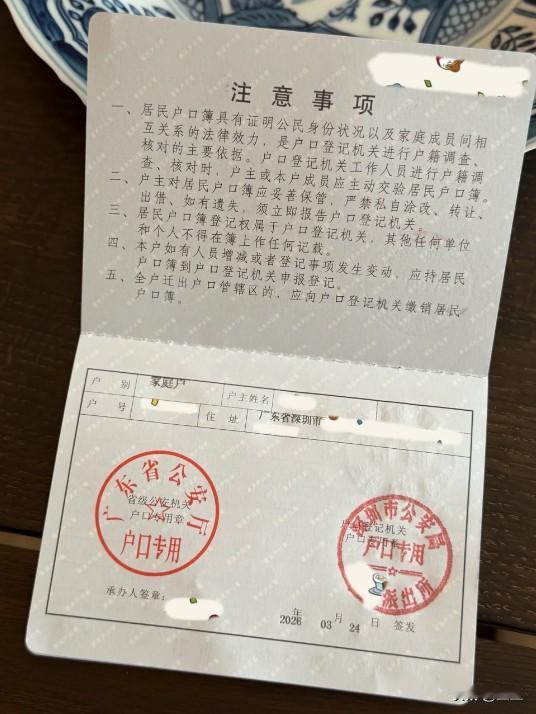 注意事项
一、居民户口簿具有证明公民身份状况以及家庭成员间相
互关系的法律效力，是户口登记机关进行户籍调查、
核对的主要依据。户口登记机关工作人员进行户籍调
查、核对时，户主或本户成员应主动交验居民户口簿。
二、户主对居民户口簿应妥善保管，严禁私自涂改、转让、
出借，如有遗失，须立即报告户口登记机关。
三、居民户口簿登记权属于户口登记机关，其他任何单位
和个人不得在簿上作任何记载。
四、本户如有人员增减或者登记事项发生变动，应持居民
户口簿到户口登记机关申报登记。
五、全户迁出户口管辖区的，应向户口登记机关缴销居民
户口簿。
户 别 家庭户 户主姓名
户 号 住 址 广东省深圳市
广东省公安厅
省级公安机关
户口专用章
户口专用
圳市公安局
户口登记机关
户口专用章
户口专用
派出所
承办人签章：
2026 年 03 月 24 日 签发